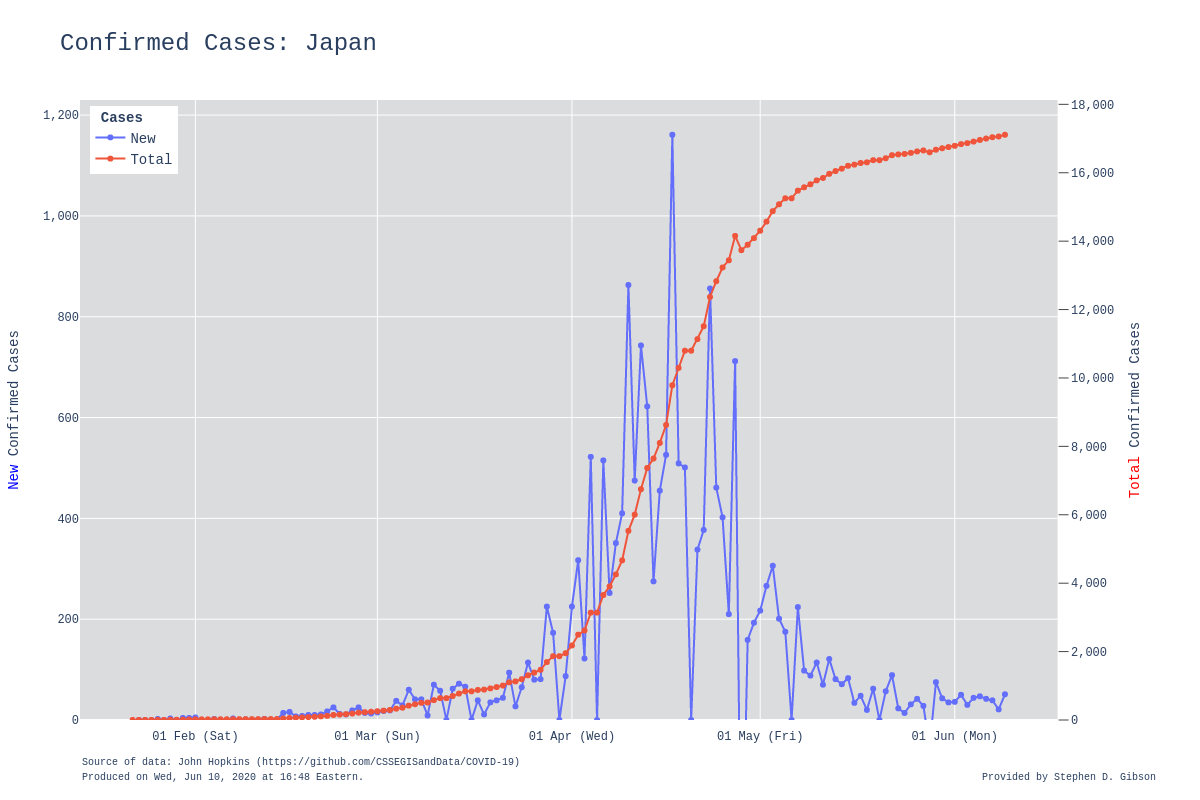 Confirmed Cases: Japan
Cases
New
Total
1,200
1,000
800
600
400
200
0
18,000
16,000
14,000
12,000
10,000
8,000
6,000
4,000
2,000
0
New Confirmed Cases
Total Confirmed Cases
01 Feb (Sat)
01 Mar (Sun)
01 Apr (Wed)
01 May (Fri)
01 Jun (Mon)
Source of data: John Hopkins (https://github.com/CSSEGISandData/COVID-19)
Produced on Wed, Jun 10, 2020 at 16:48 Eastern.
Provided by Stephen D. Gibson